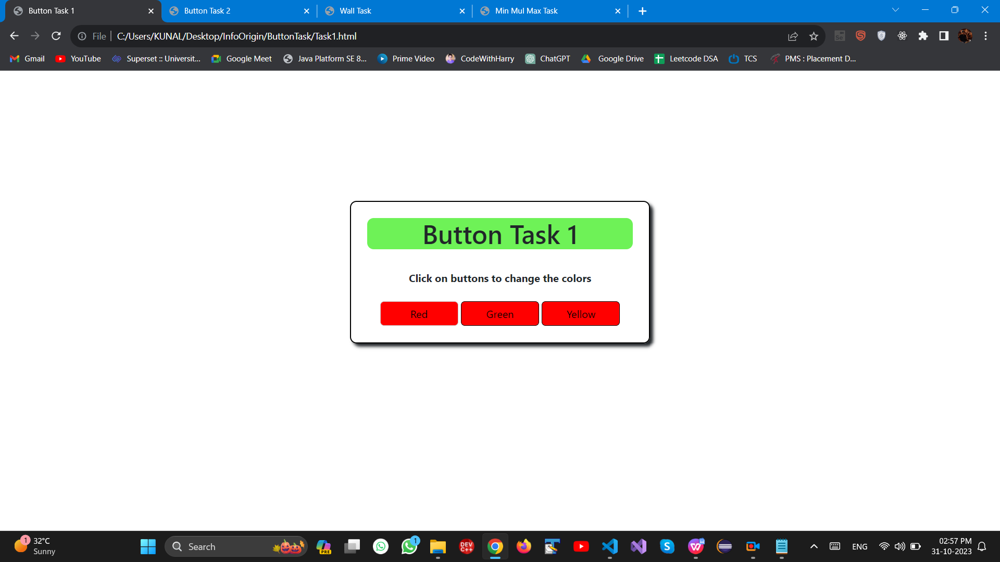 Button Task 1
Button Task 2
Wall Task
Min Mul Max Task
File
C:/Users/KUNAL/Desktop/InfoOrigin/ButtonTask/Task1.html
Gmail
YouTube
Superset :: Universit...
Google Meet
Java Platform SE 8...
Prime Video
CodeWithHarry
ChatGPT
Google Drive
Leetcode DSA
TCS
PMS : Placement D...
Button Task 1
Click on buttons to change the colors
Red
Green
Yellow
1
32°C
Sunny
Search
PRE
1
DEV
C++
ENG
02:57 PM
31-10-2023